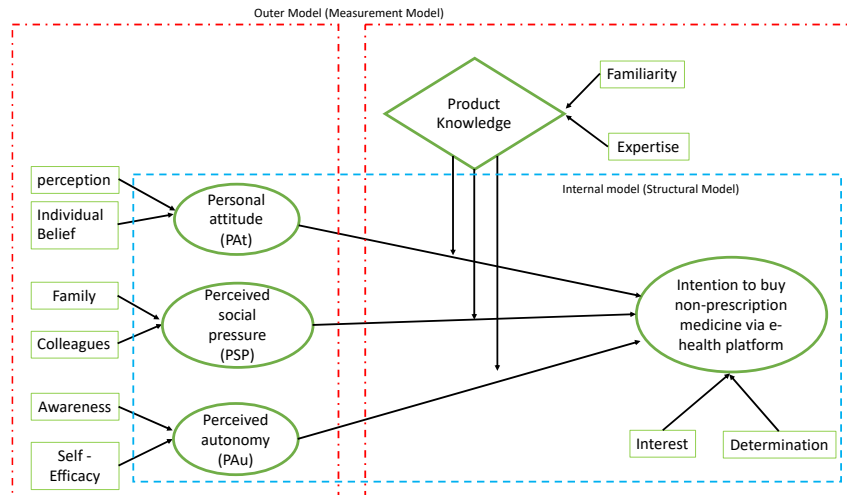 Outer Model (Measurement Model)
Product
Knowledge
Familiarity
Expertise
Internal model (Structural Model)
perception
Individual
Belief
Personal
attitude
(PAt)
Family
Colleagues
Perceived
social
pressure
(PSP)
Intention to buy
non-prescription
medicine via e-
health platform
Awareness
Self -
Efficacy
Perceived
autonomy
(PAu)
Interest
Determination